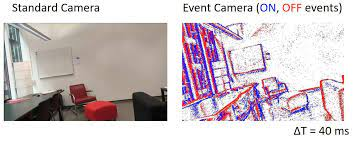 Standard Camera
Event Camera (ON, OFF events)
ΔT = 40 ms